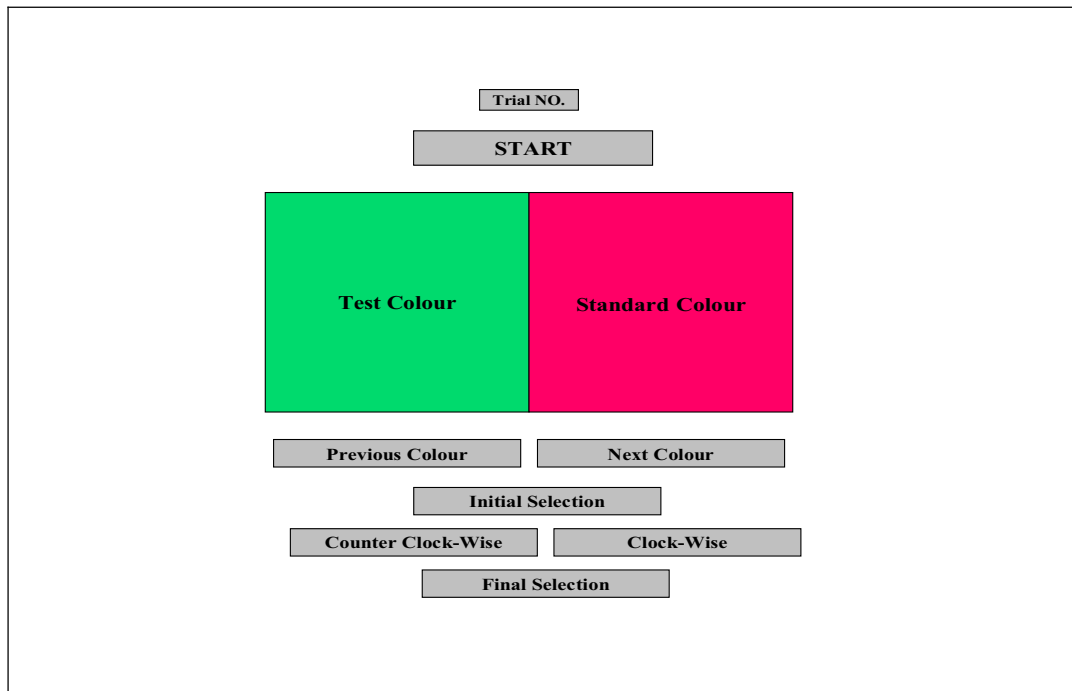 Trial NO.
START
Test Colour
Standard Colour
Previous Colour
Next Colour
Initial Selection
Counter Clock-Wise
Clock-Wise
Final Selection